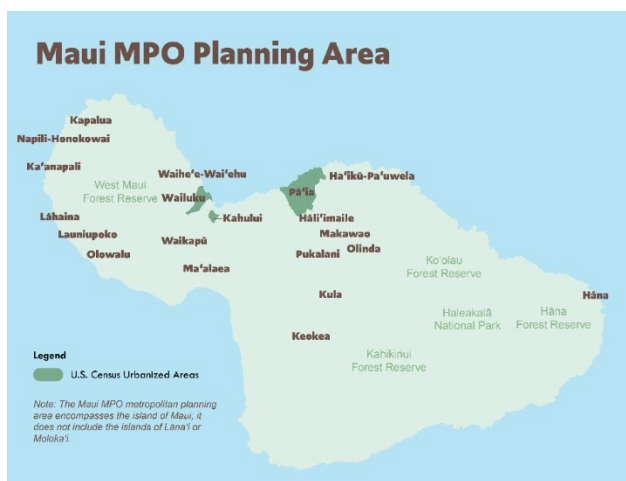 Maui MPO Planning Area
Kapalua
Napili-Honokowai
Ka‘anapali
Waihe‘e-Wai‘ehu
Ha‘ikū-Pa‘uwela
West Maui
Forest Reserve
Wailuku
Pā‘ia
Lāhaina
Kahului
Hāli‘imaile
Launiupoko
Waikapū
Makawao
Olowalu
Pukalani
Olinda
Ma‘alaea
Ko‘olau
Forest Reserve
Kula
Hāna
Haleakalā
National Park
Hāna
Forest Reserve
Keokea
Kahikinui
Forest Reserve
Legend
U.S. Census Urbanized Areas
Note: The Maui MPO metropolitan planning
area encompasses the island of Maui; it
does not include the islands of Lāna‘i or
Moloka‘i.